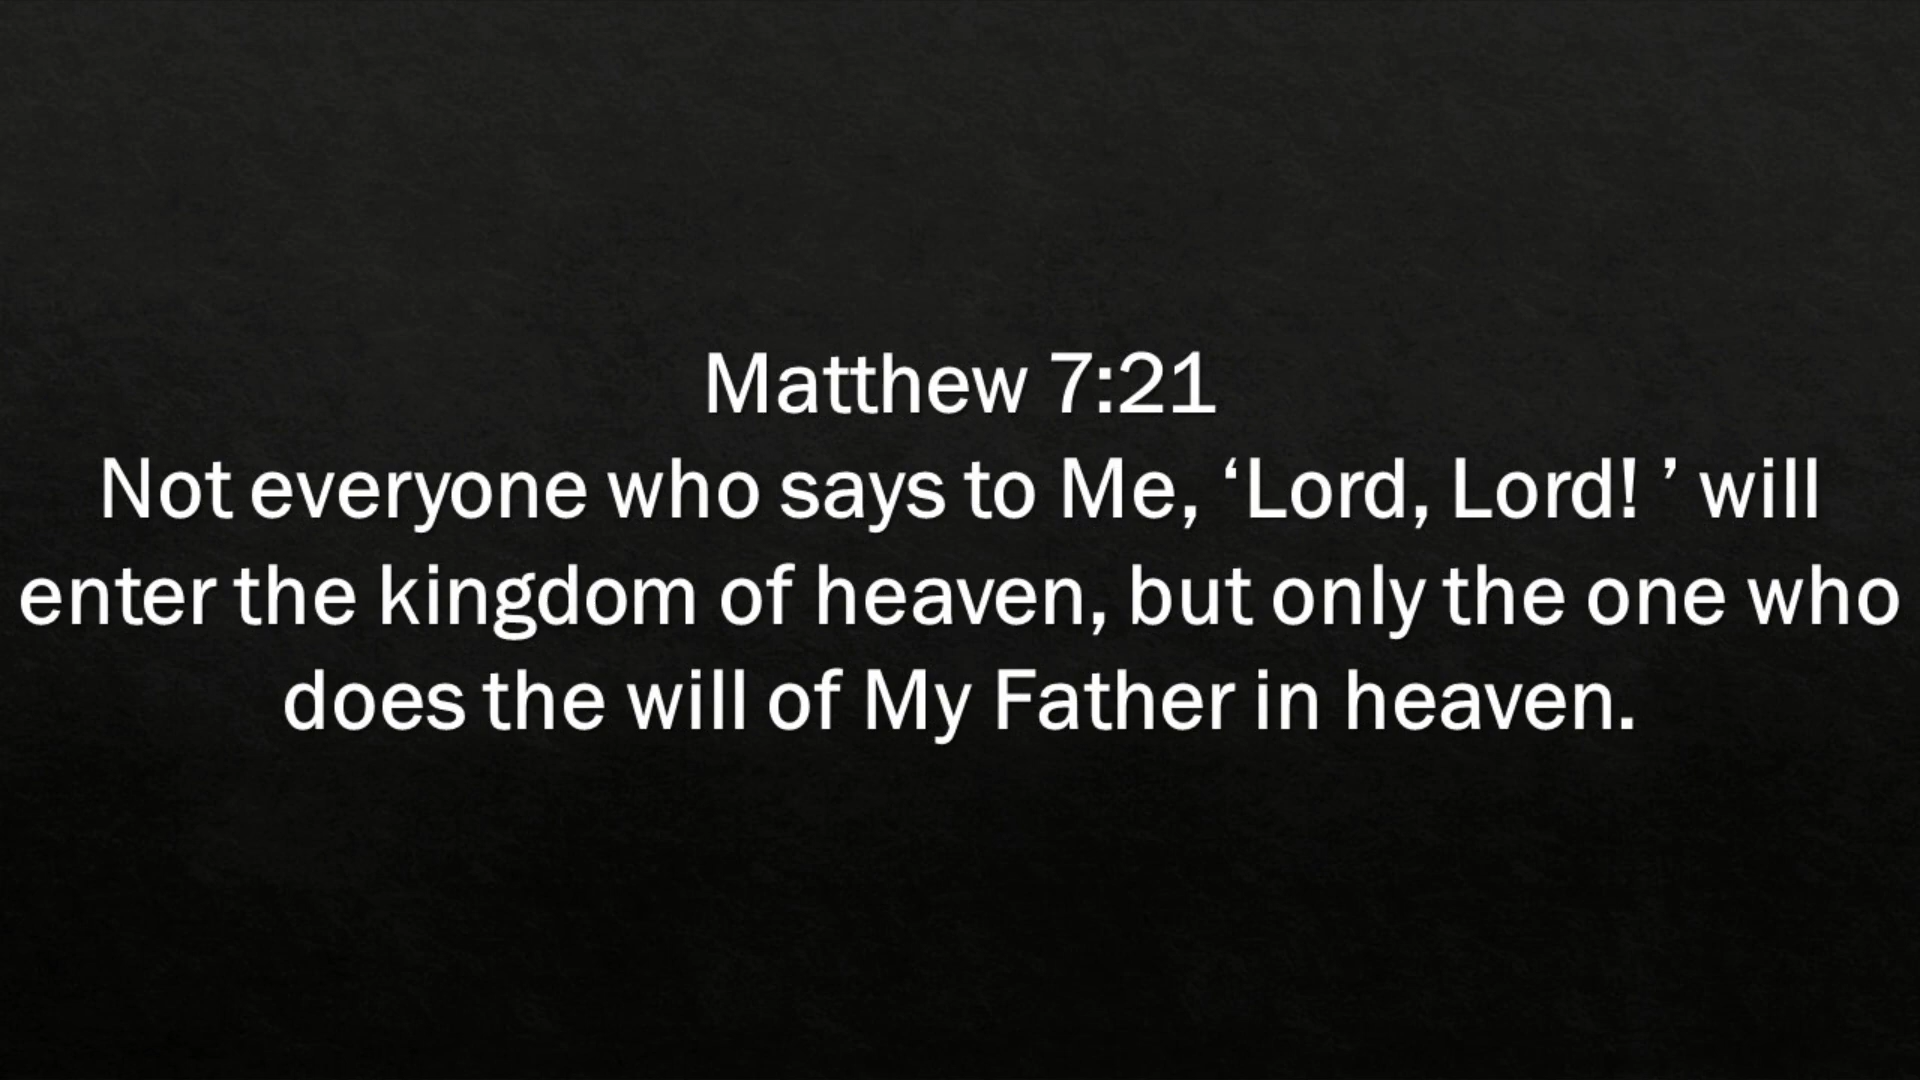 Matthew 7:21
Not everyone who says to Me, ‘Lord, Lord! ’ will
enter the kingdom of heaven, but only the one who
does the will of My Father in heaven.